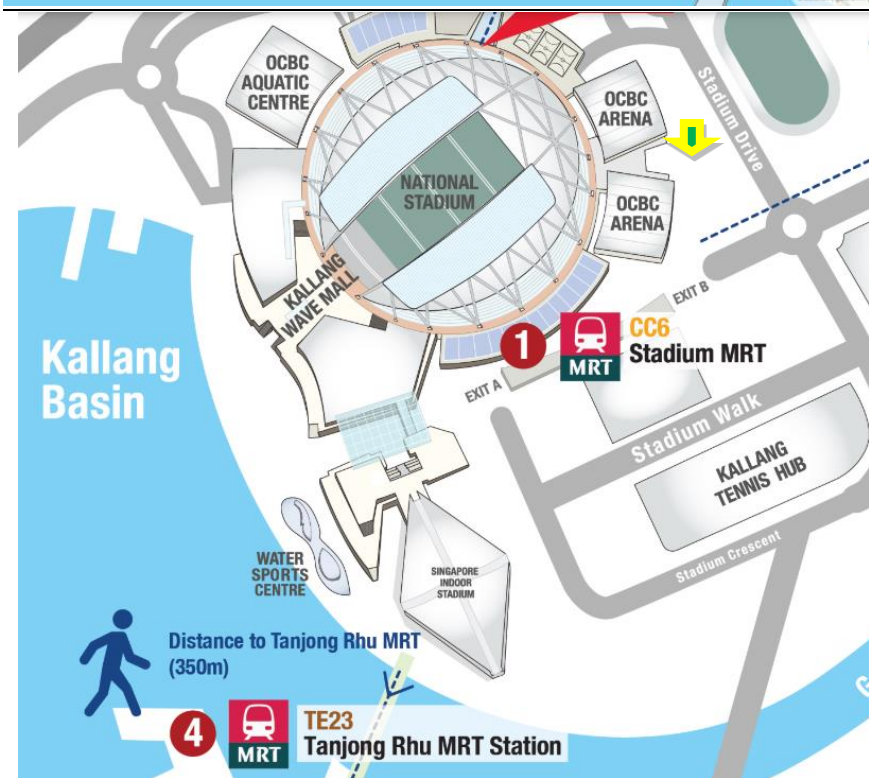 OCBC
AQUATIC
CENTRE
OCBC
ARENA
Stadium Drive
NATIONAL
STADIUM
OCBC
ARENA
KALLANG
WAVE MALL
EXIT B
1
MRT
CC6
Stadium MRT
EXIT A
Kallang
Basin
Stadium Walk
KALLANG
TENNIS HUB
Stadium Crescent
WATER
SPORTS
CENTRE
SINGAPORE
INDOOR
STADIUM
Distance to Tanjong Rhu MRT
(350m)
4
MRT
TE23
Tanjong Rhu MRT Station